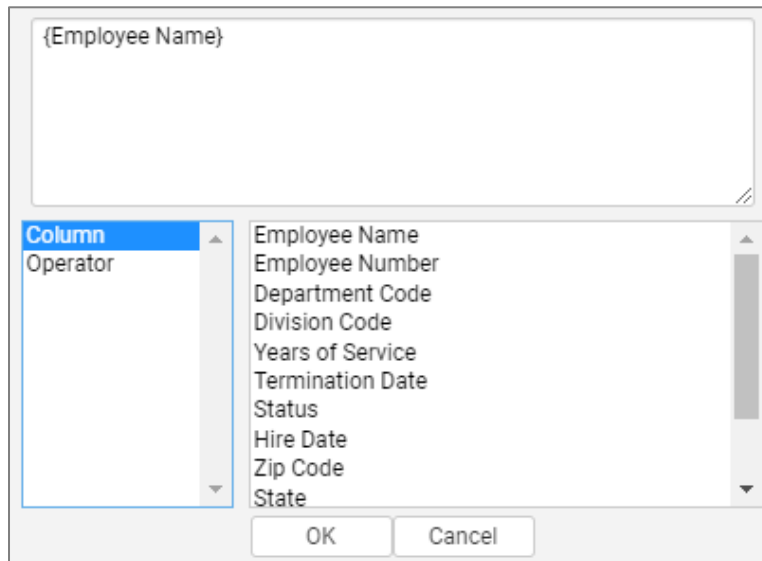 {Employee Name}
Column
Operator
Employee Name
Employee Number
Department Code
Division Code
Years of Service
Termination Date
Status
Hire Date
Zip Code
State
OK
Cancel